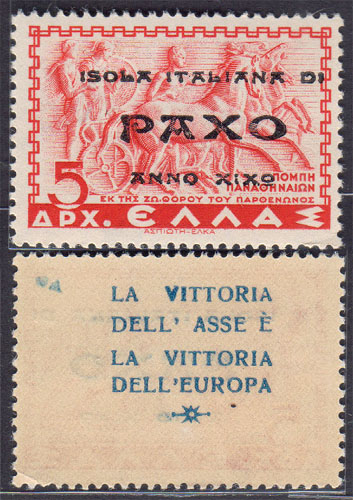 ISOLA ITALIANA DI
PAXO
ANNO XIXO
ΠΟΜΠΗ
ΠΑΝΑΘΗΝΑΙΩΝ
5
ΕΚ ΤΗΣ ΖΩΦΟΡΟΥ ΤΟΥ ΠΑΡΘΕΝΩΝΟΣ
ΔΡΧ. ΕΛΛΑΣ
ΑΣΠΙΩΤΗ-ΕΛΚΑ
LA VITTORIA
DELL' ASSE È
LA VITTORIA
DELL'EUROPA